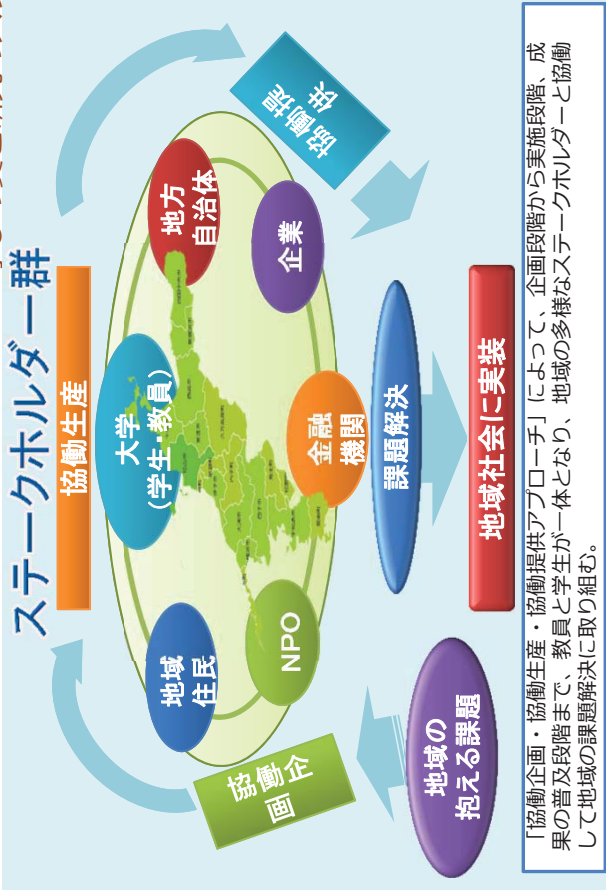 ステークホルダー群
協働生産
大学
(学生・教員)
地方
自治体
協働提
供
企業
地域
住民
NPO
金融
機関
協働企
画
課題解決
地域社会に実装
地域の
抱える課題
「協働企画・協働生産・協働提供アプローチ」によって、企画段階から実施段階、成
果の普及段階まで、教員と学生が一体となり、地域の多様なステークホルダーと協働
して地域の課題解決に取り組む。